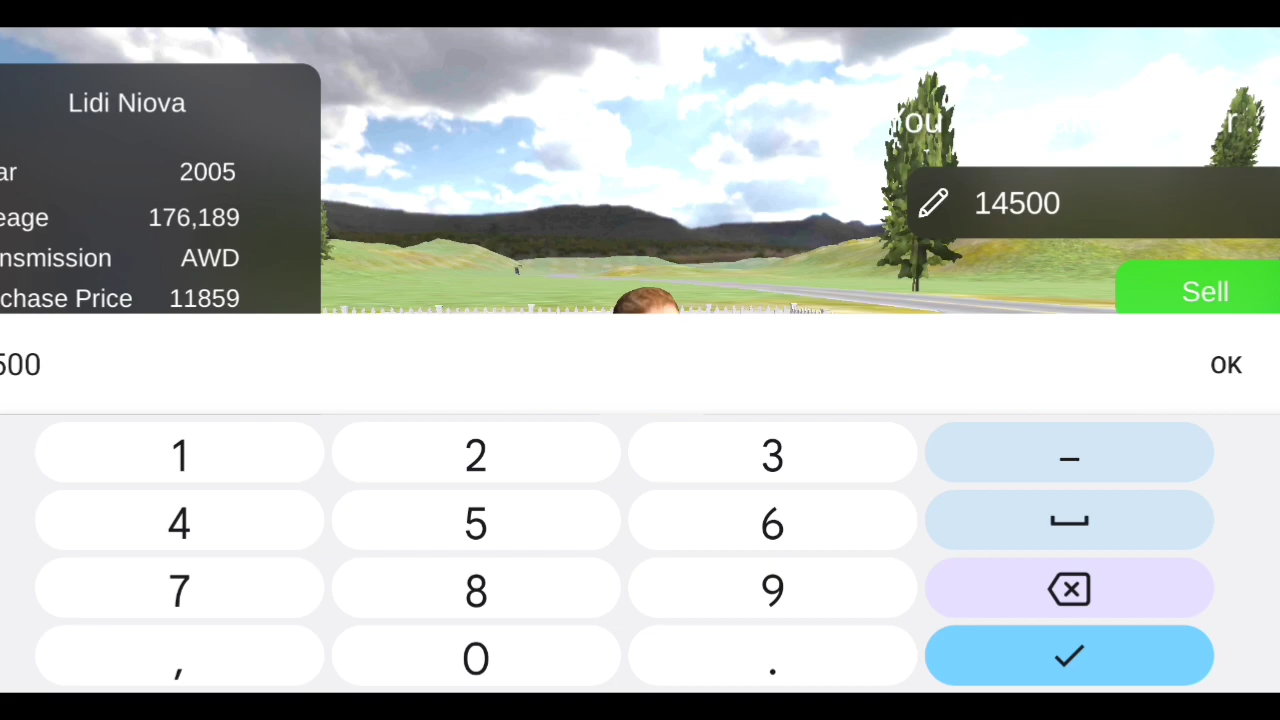 Lidi Niova
ar 2005
eage 176,189
nsmission AWD
chase Price 11859
You
14500
Sell
500
OK
1 2 3 –
4 5 6
7 8 9
, 0 .